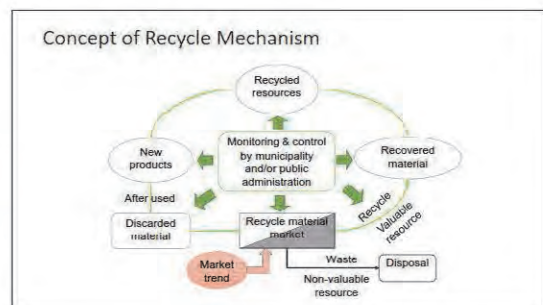 Concept of Recycle Mechanism
Recycled
resources
New
products
Monitoring & control
by municipality
and/or public
administration
Recovered
material
After used
Recycle
Valuable
resource
Discarded
material
Recycle material
market
Market
trend
Waste
Non-valuable
resource
Disposal